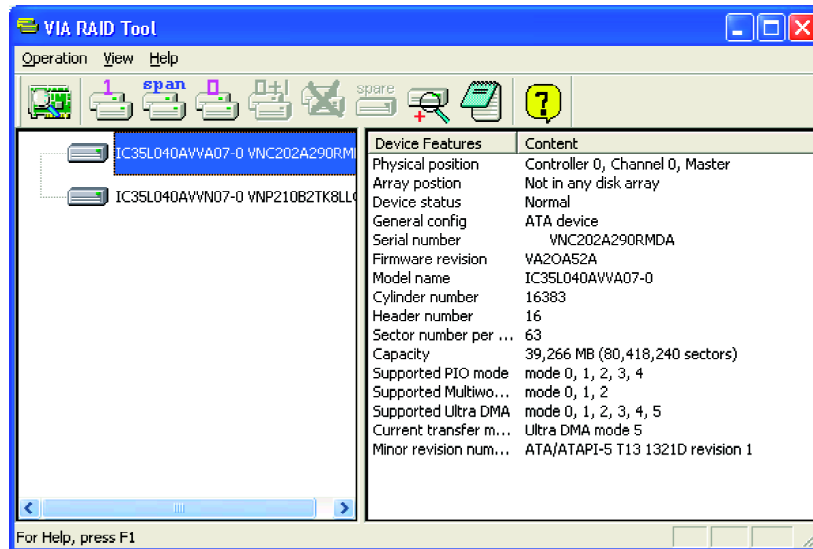 VIA RAID Tool
Operation View Help
1 span 0 0+1 spare ?
IC35L040AVVA07-0 VNC202A290RM
IC35L040AVVN07-0 VNP210B2TK8LL
Device Features Content
Physical position Controller 0, Channel 0, Master
Array postion Not in any disk array
Device status Normal
General config ATA device
Serial number VNC202A290RMDA
Firmware revision VA2OA52A
Model name IC35L040AVVA07-0
Cylinder number 16383
Header number 16
Sector number per ... 63
Capacity 39,266 MB (80,418,240 sectors)
Supported PIO mode mode 0, 1, 2, 3, 4
Supported Multiwo... mode 0, 1, 2
Supported Ultra DMA mode 0, 1, 2, 3, 4, 5
Current transfer m... Ultra DMA mode 5
Minor revision num... ATA/ATAPI-5 T13 1321D revision 1
For Help, press F1